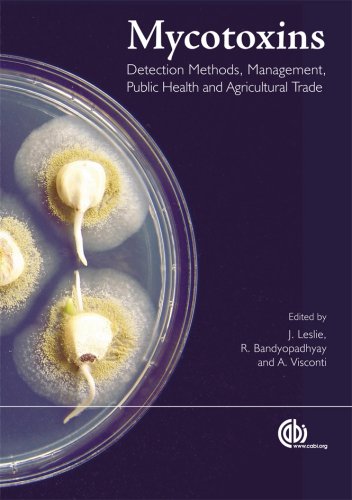 Mycotoxins
Detection Methods, Management,
Public Health and Agricultural Trade
Edited by
J. Leslie,
R. Bandyopadhyay
and A. Visconti
cabi
www.cabi.org